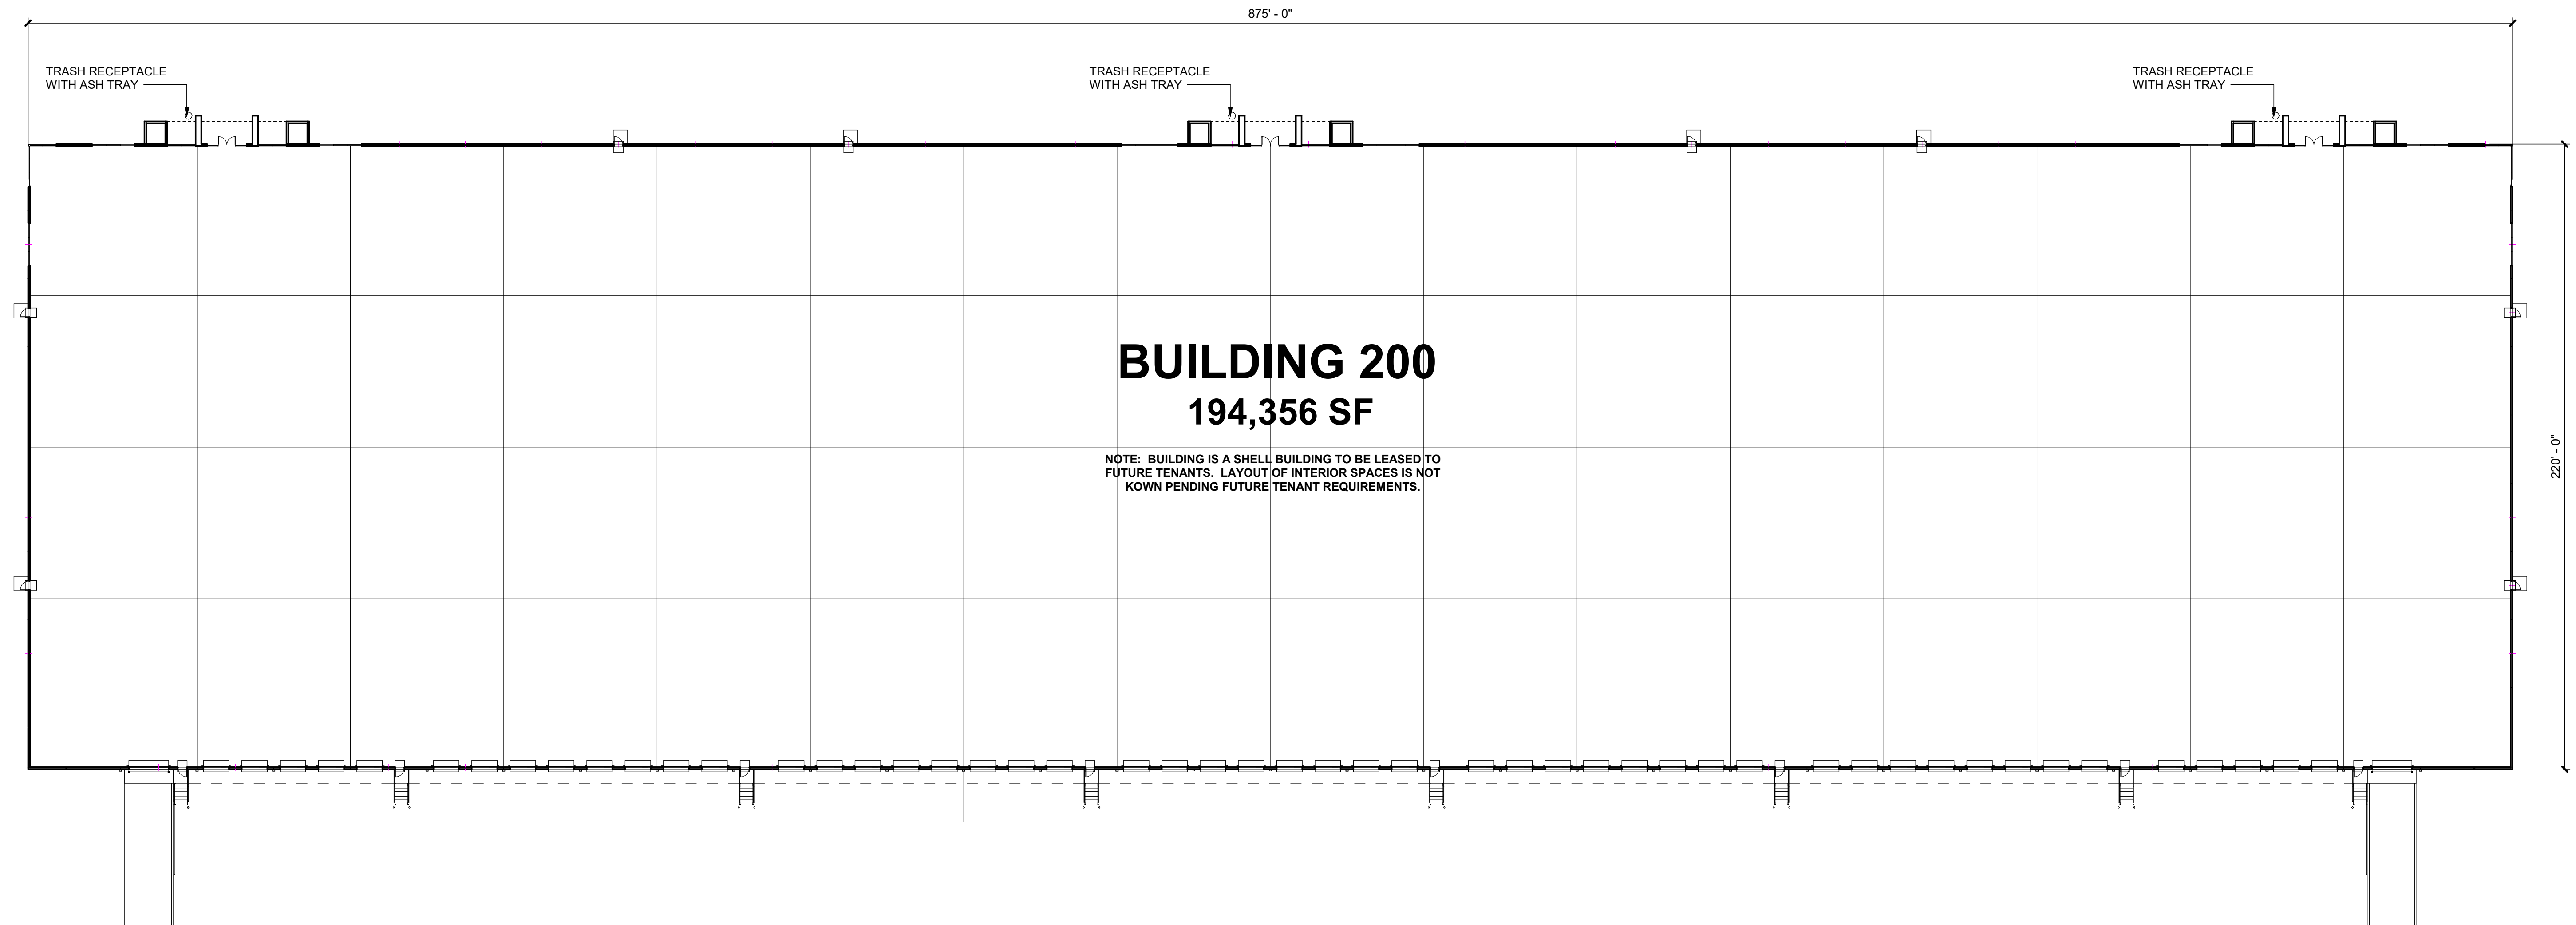 875' - 0"
TRASH RECEPTACLE
WITH ASH TRAY
TRASH RECEPTACLE
WITH ASH TRAY
TRASH RECEPTACLE
WITH ASH TRAY
BUILDING 200
194,356 SF
NOTE: BUILDING IS A SHELL BUILDING TO BE LEASED TO
FUTURE TENANTS. LAYOUT OF INTERIOR SPACES IS NOT
KOWN PENDING FUTURE TENANT REQUIREMENTS.
220' - 0"